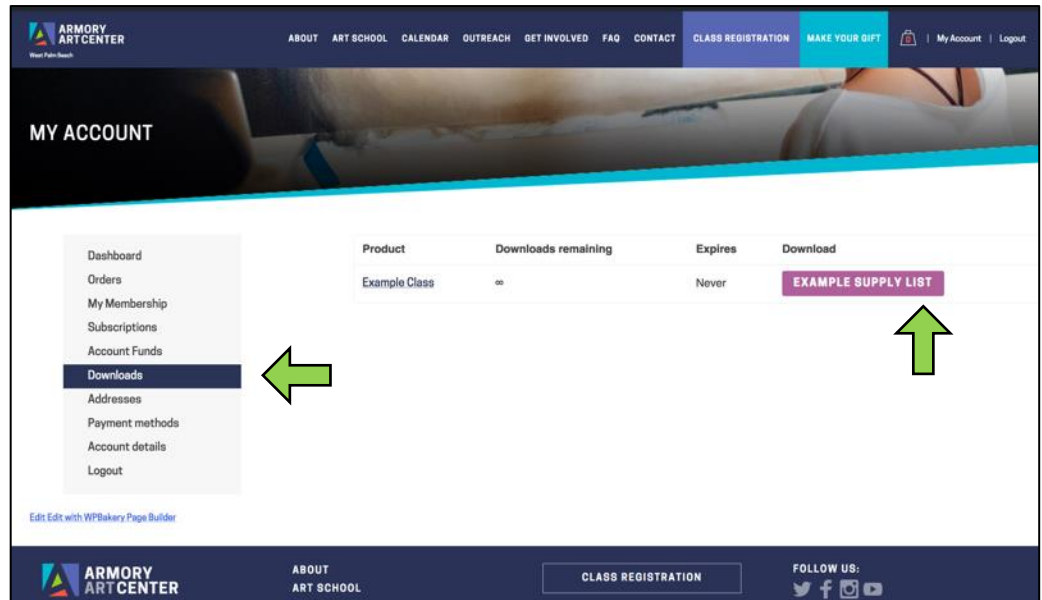 ARMORY
ARTCENTER
West Palm Beach
ABOUT ART SCHOOL CALENDAR OUTREACH GET INVOLVED FAQ CONTACT CLASS REGISTRATION MAKE YOUR GIFT 0 | My Account | Logout
MY ACCOUNT
Dashboard
Orders
My Membership
Subscriptions
Account Funds
Downloads
Addresses
Payment methods
Account details
Logout
Product Downloads remaining Expires Download
Example Class ∞ Never EXAMPLE SUPPLY LIST
Edit Edit with WPBakery Page Builder
ARMORY
ARTCENTER
ABOUT
ART SCHOOL
CLASS REGISTRATION
FOLLOW US: